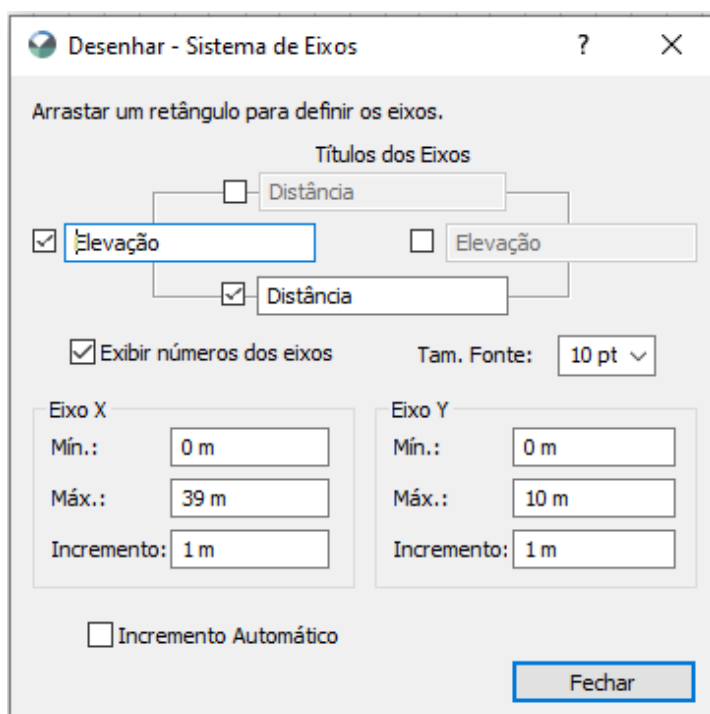 Desenhar - Sistema de Eixos ? X
Arrastar um retângulo para definir os eixos.
Títulos dos Eixos
Distância
Elevação Elevação
Distância
Exibir números dos eixos Tam. Fonte: 10 pt
Eixo X Eixo Y
Mín.: 0 m Mín.: 0 m
Máx.: 39 m Máx.: 10 m
Incremento: 1 m Incremento: 1 m
Incremento Automático
Fechar